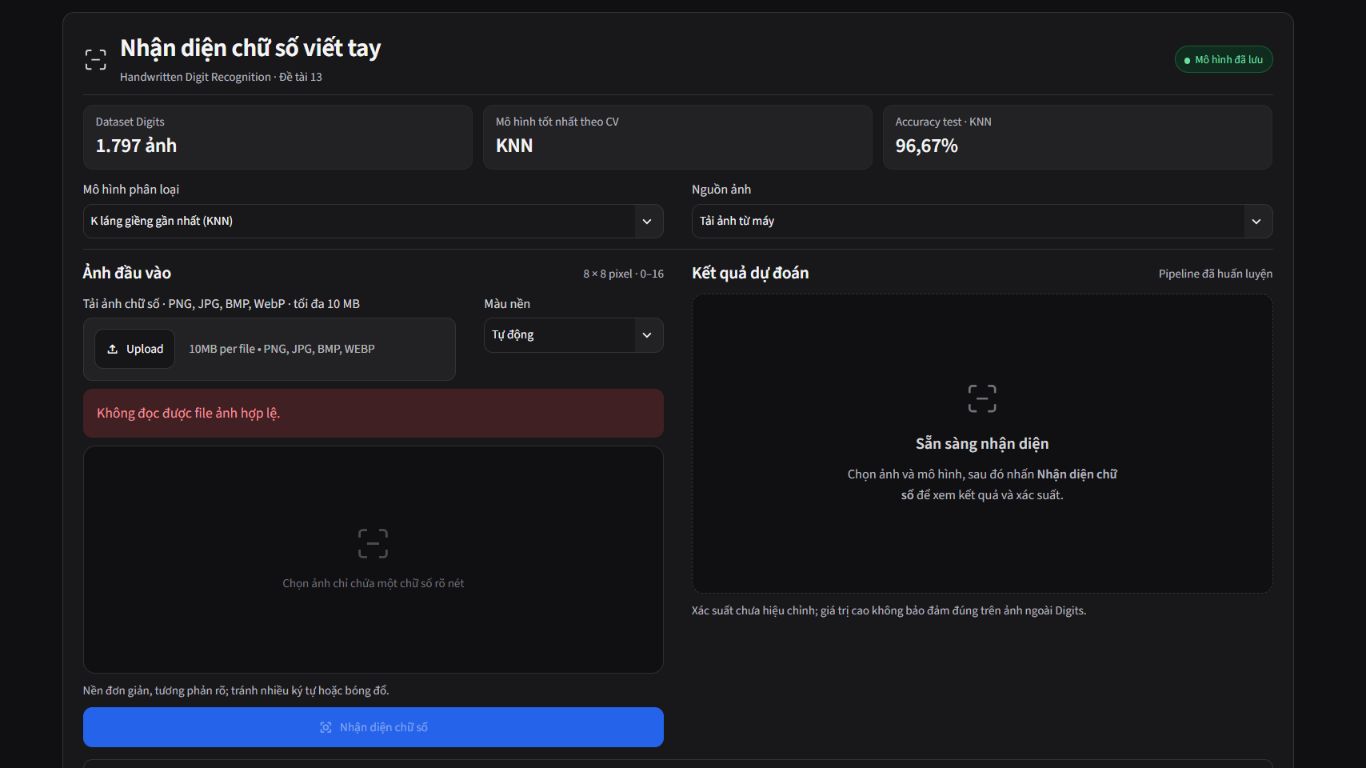 Nhận diện chữ số viết tay
Handwritten Digit Recognition · Đề tài 13
Mô hình đã lưu
Dataset Digits
1.797 ảnh
Mô hình tốt nhất theo CV
KNN
Accuracy test · KNN
96,67%
Mô hình phân loại
K láng giềng gần nhất (KNN)
Nguồn ảnh
Tải ảnh từ máy
Ảnh đầu vào
8 × 8 pixel · 0–16
Tải ảnh chữ số · PNG, JPG, BMP, WebP · tối đa 10 MB
Upload
10MB per file • PNG, JPG, BMP, WEBP
Màu nền
Tự động
Không đọc được file ảnh hợp lệ.
Chọn ảnh chỉ chứa một chữ số rõ nét
Nền đơn giản, tương phản rõ; tránh nhiều ký tự hoặc bóng đổ.
Nhận diện chữ số
Kết quả dự đoán
Pipeline đã huấn luyện
Sẵn sàng nhận diện
Chọn ảnh và mô hình, sau đó nhấn Nhận diện chữ
số để xem kết quả và xác suất.
Xác suất chưa hiệu chỉnh; giá trị cao không bảo đảm đúng trên ảnh ngoài Digits.